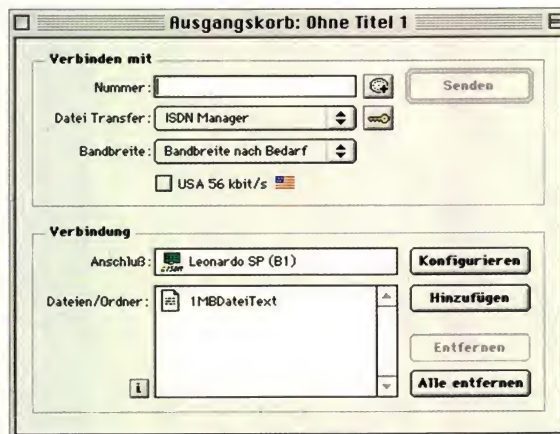 Ausgangskorb: Ohne Titel 1
Verbinden mit
Nummer:
Senden
Datei Transfer: ISDN Manager
Bandbreite: Bandbreite nach Bedarf
USA 56 kbit/s
Verbindung
Anschluß: Leonardo SP (B1)
Konfigurieren
Dateien/Ordner: 1MBDateiText
Hinzufügen
Entfernen
i
Alle entfernen